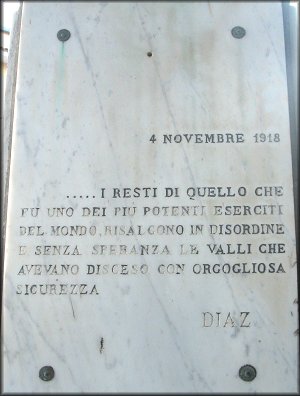 4 NOVEMBRE 1918
..... I RESTI DI QUELLO CHE
FU UNO DEI PIU POTENTI ESERCITI
DEL MONDO, RISALGONO IN DISORDINE
E SENZA SPERANZA LE VALLI CHE
AVEVANO DISCESO CON ORGOGLIOSA
SICUREZZA
DIAZ